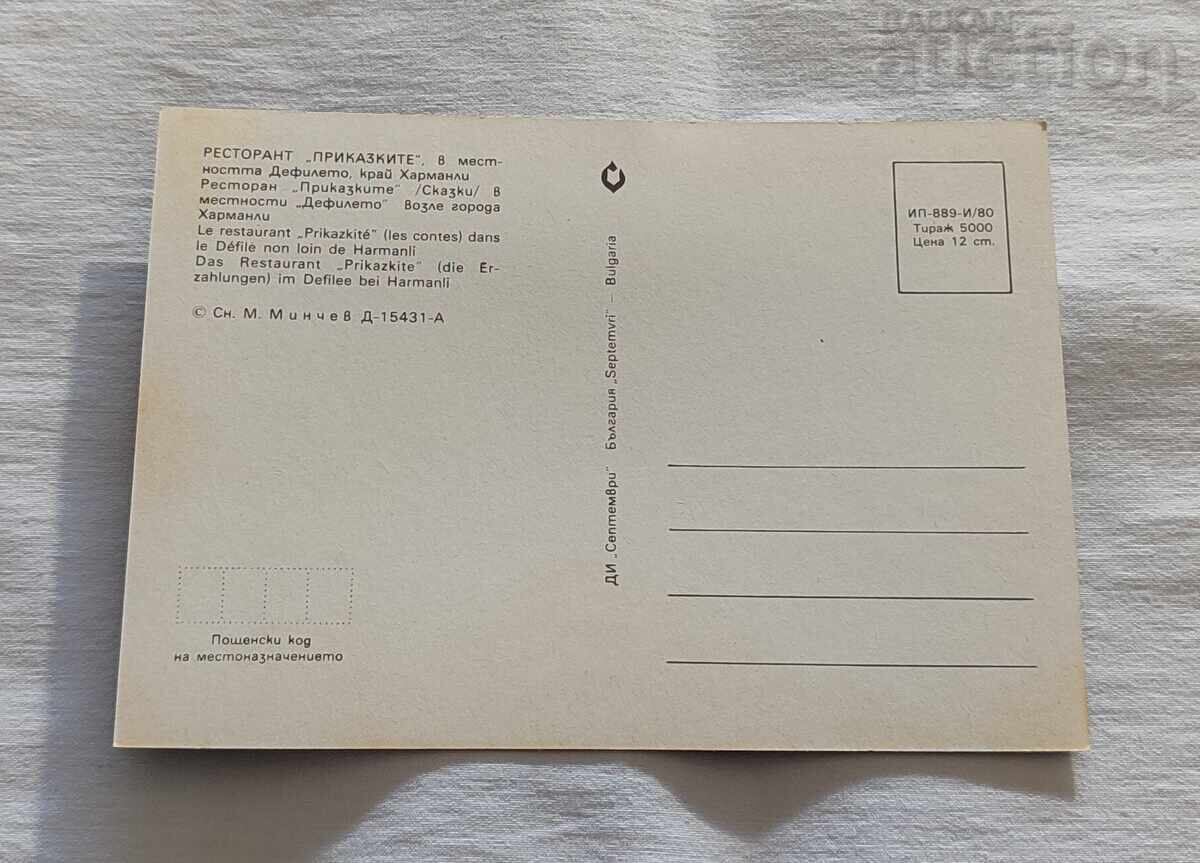 БАЛКАН
auction
РЕСТОРАНТ „ПРИКАЗКИТЕ", в мест-
ността Дефилето, край Харманли
Ресторан „Приказките" /Сказки/ в
местности „Дефилето" возле города
Харманли
Le restaurant „Prikazkité" (les contes) dans
le Défilé non loin de Harmanli
Das Restaurant „Prikazkite" (die Er-
zahlungen) im Defilee bei Harmanli
© Сн. М. Минчев Д-15431-А
Пощенски код
на местоназначението
ДИ „Септември" България „Septemvri" – Bulgaria
ИП-889-И/80
Тираж 5000
Цена 12 ст.